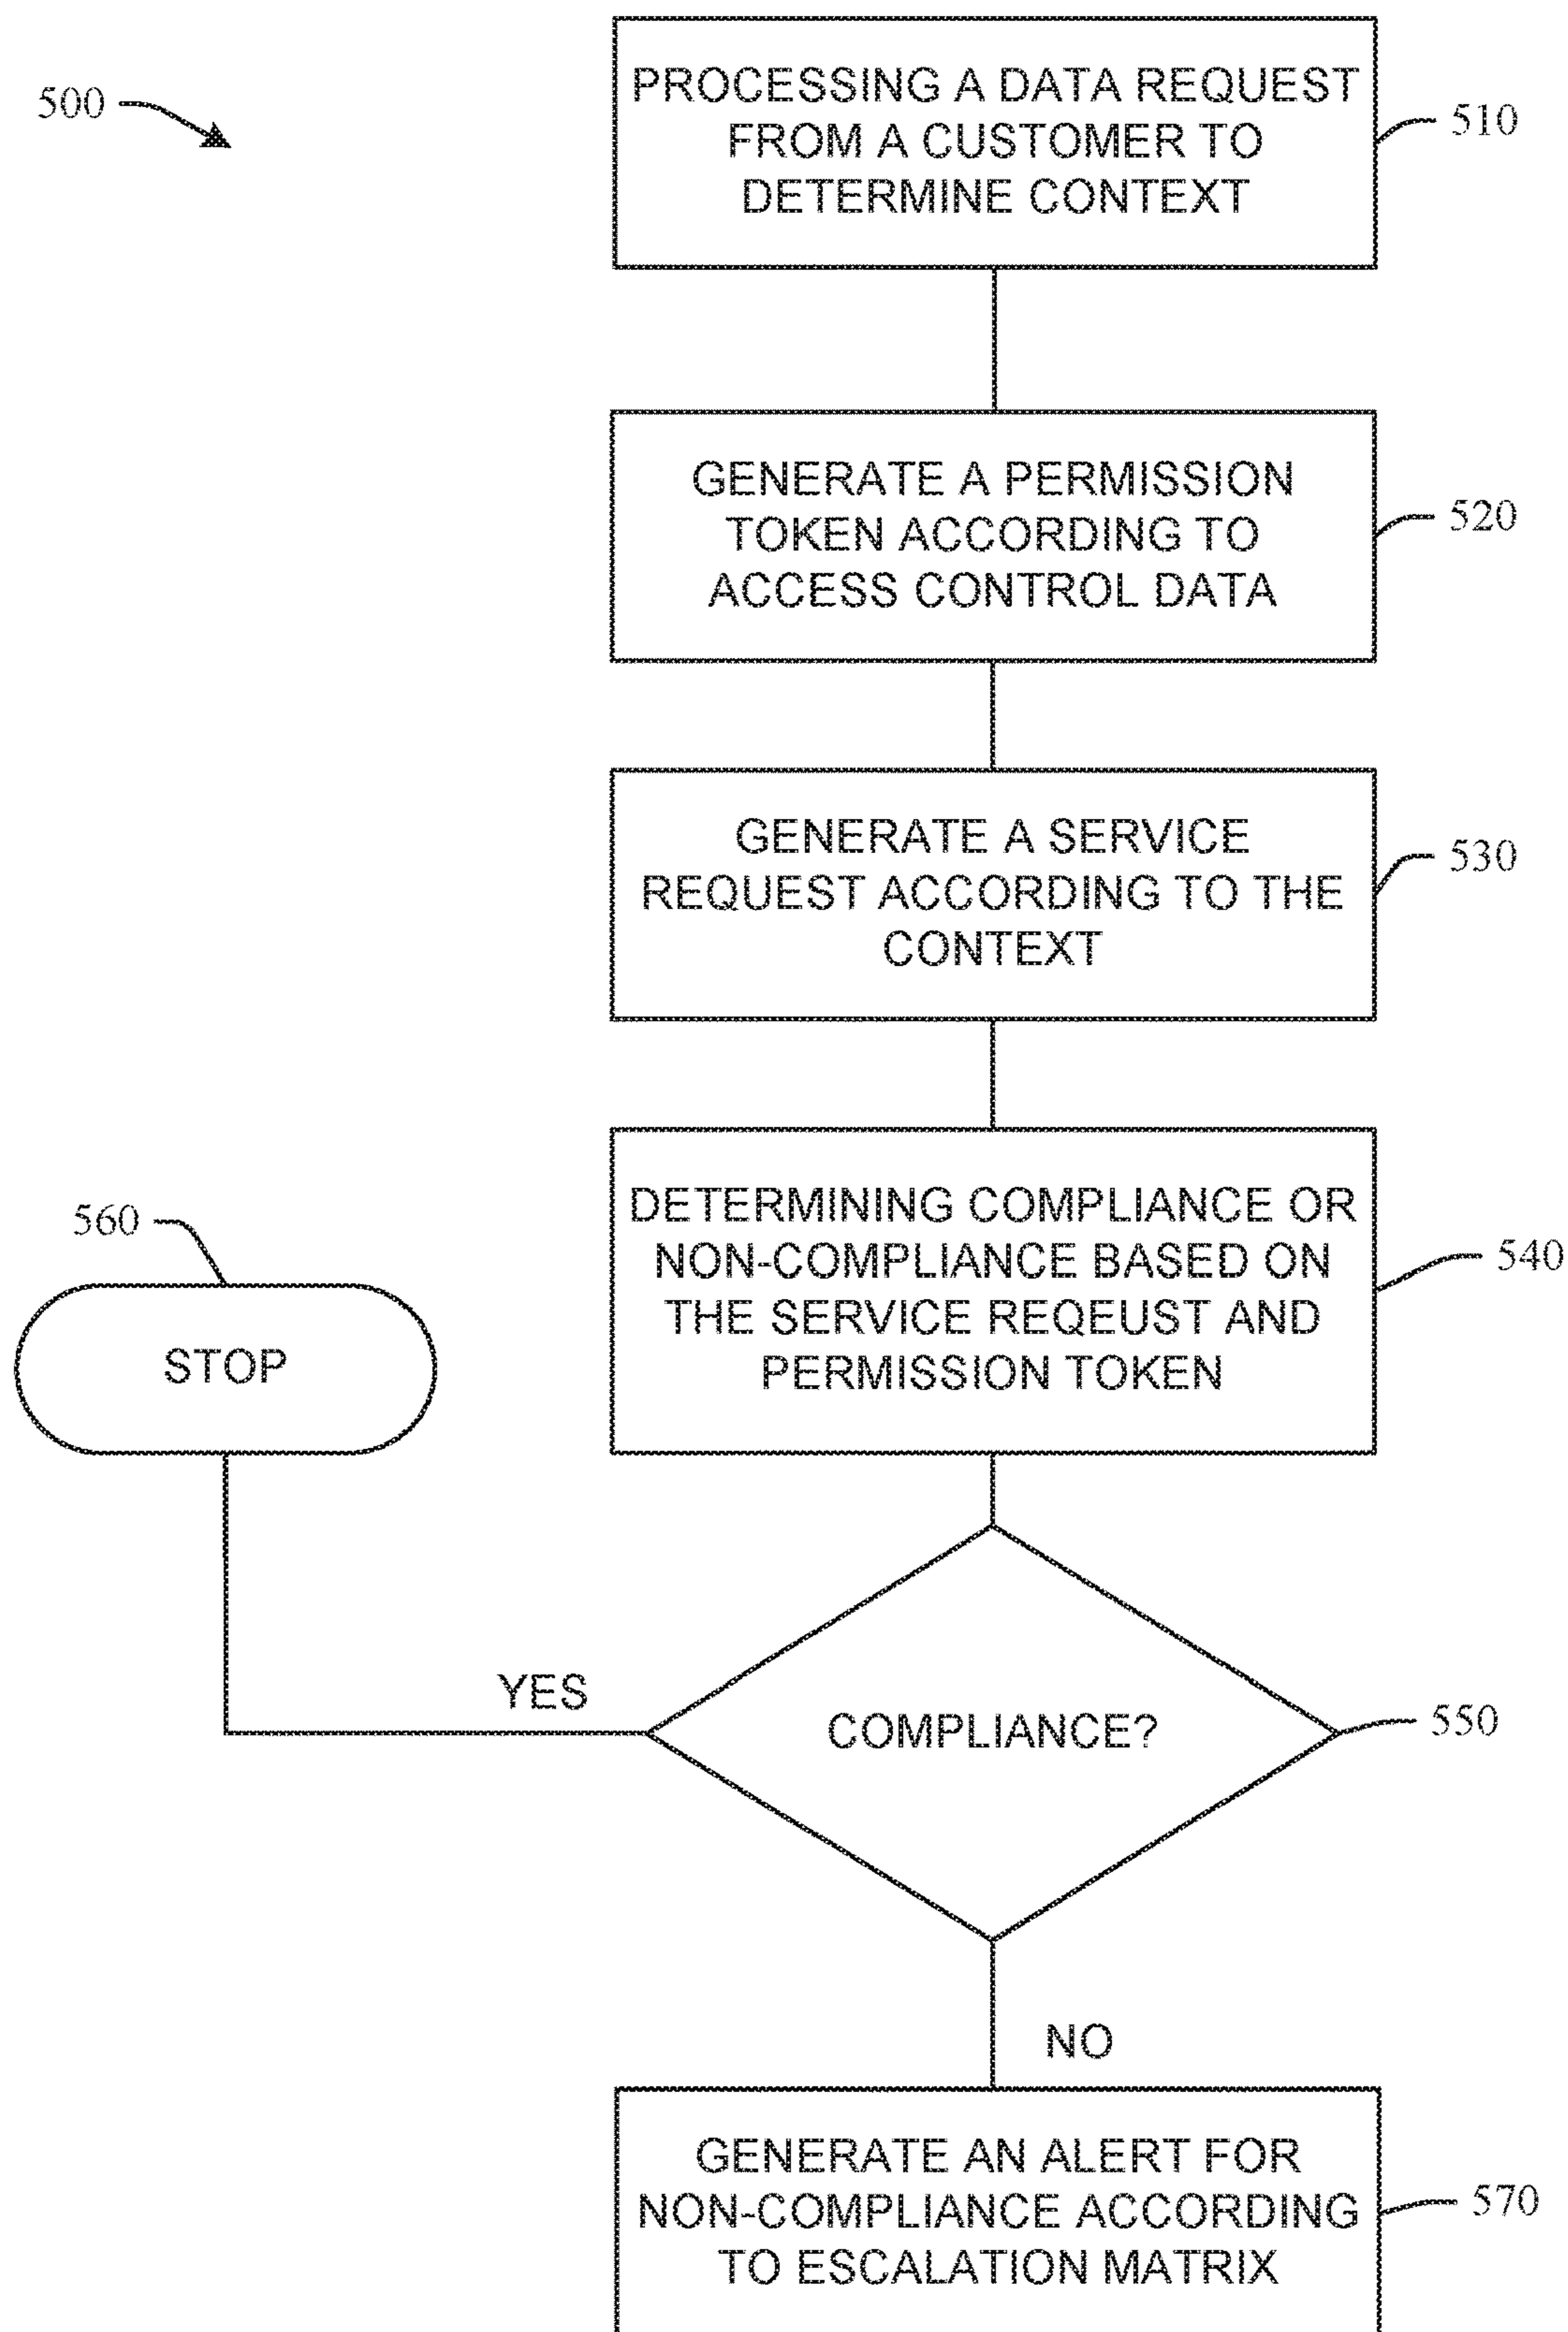 500
PROCESSING A DATA REQUEST
FROM A CUSTOMER TO
DETERMINE CONTEXT
510
GENERATE A PERMISSION
TOKEN ACCORDING TO
ACCESS CONTROL DATA
520
GENERATE A SERVICE
REQUEST ACCORDING TO THE
CONTEXT
530
DETERMINING COMPLIANCE OR
NON-COMPLIANCE BASED ON
THE SERVICE REQEUST AND
PERMISSION TOKEN
540
560
STOP
YES
COMPLIANCE?
550
NO
GENERATE AN ALERT FOR
NON-COMPLIANCE ACCORDING
TO ESCALATION MATRIX
570